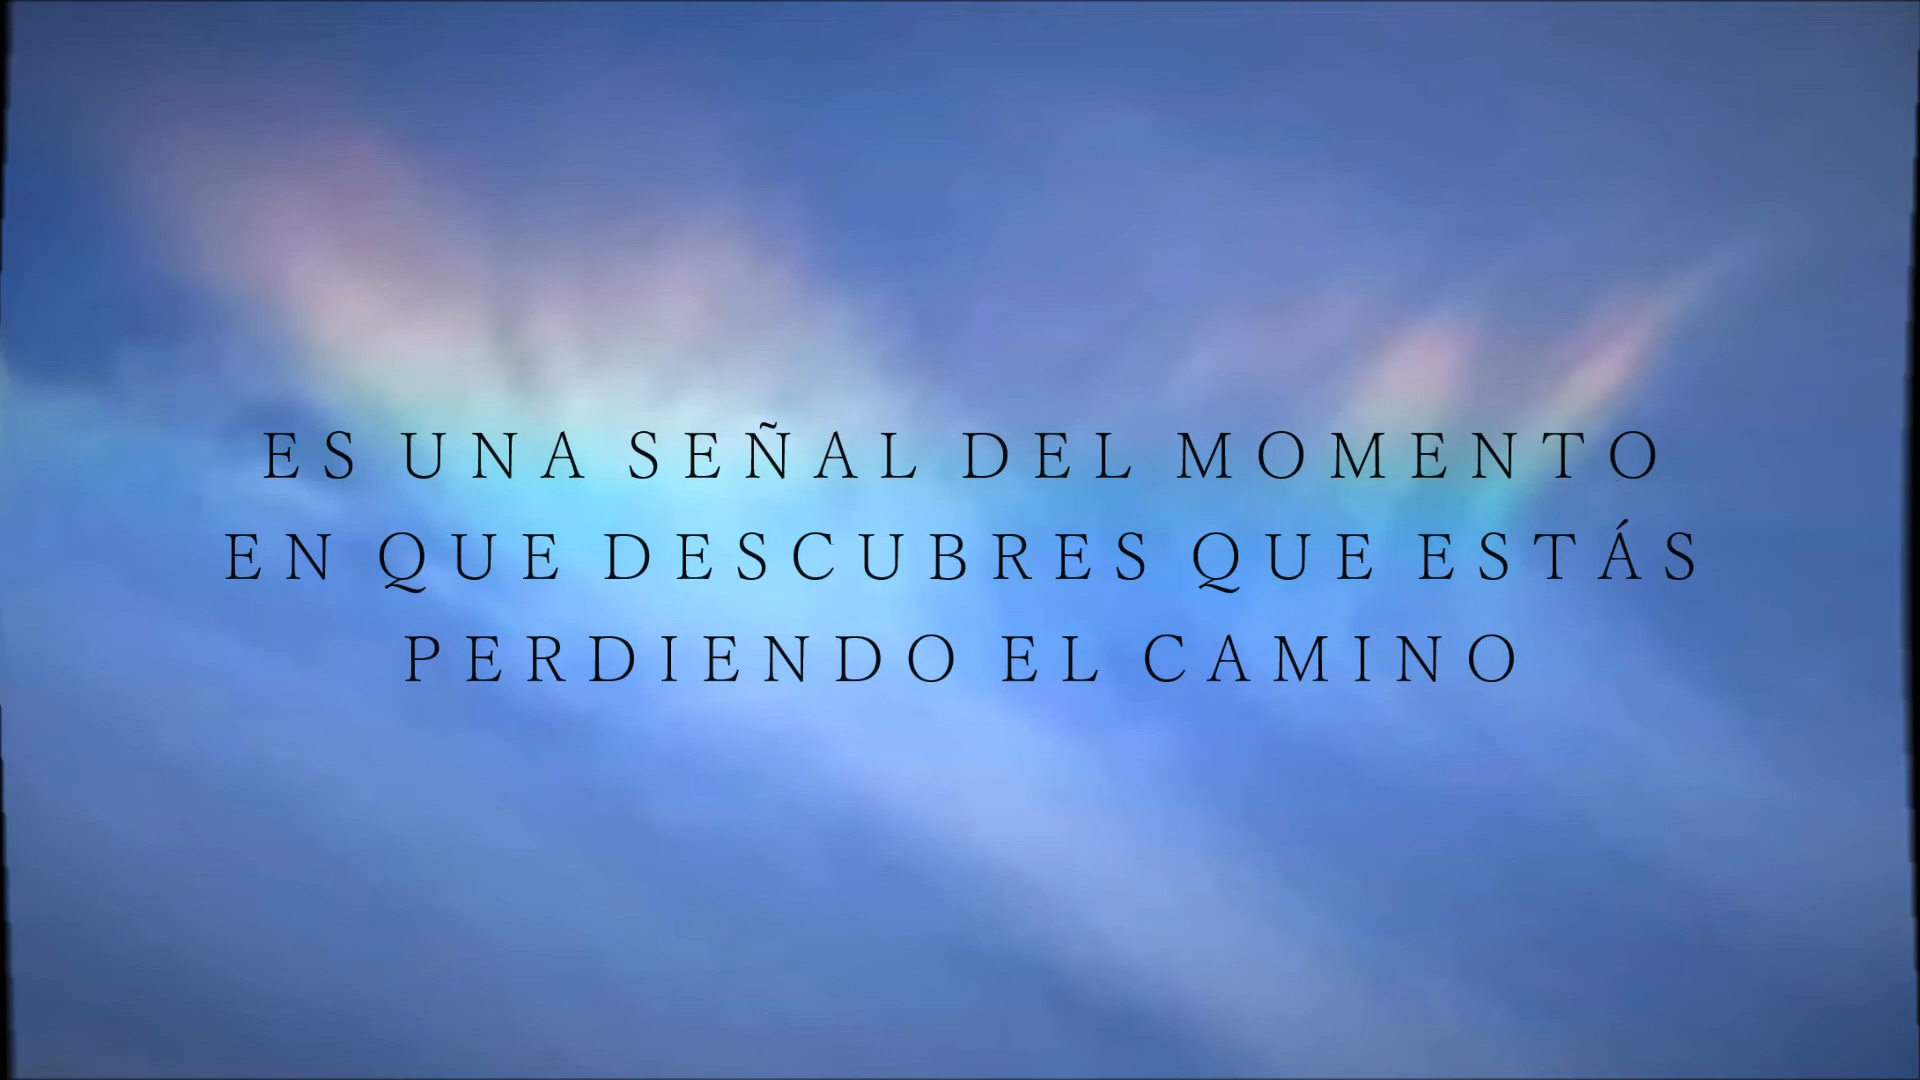 ES UNA SEÑAL DEL MOMENTO
EN QUE DESCUBRES QUE ESTÁS
PERDIENDO EL CAMINO